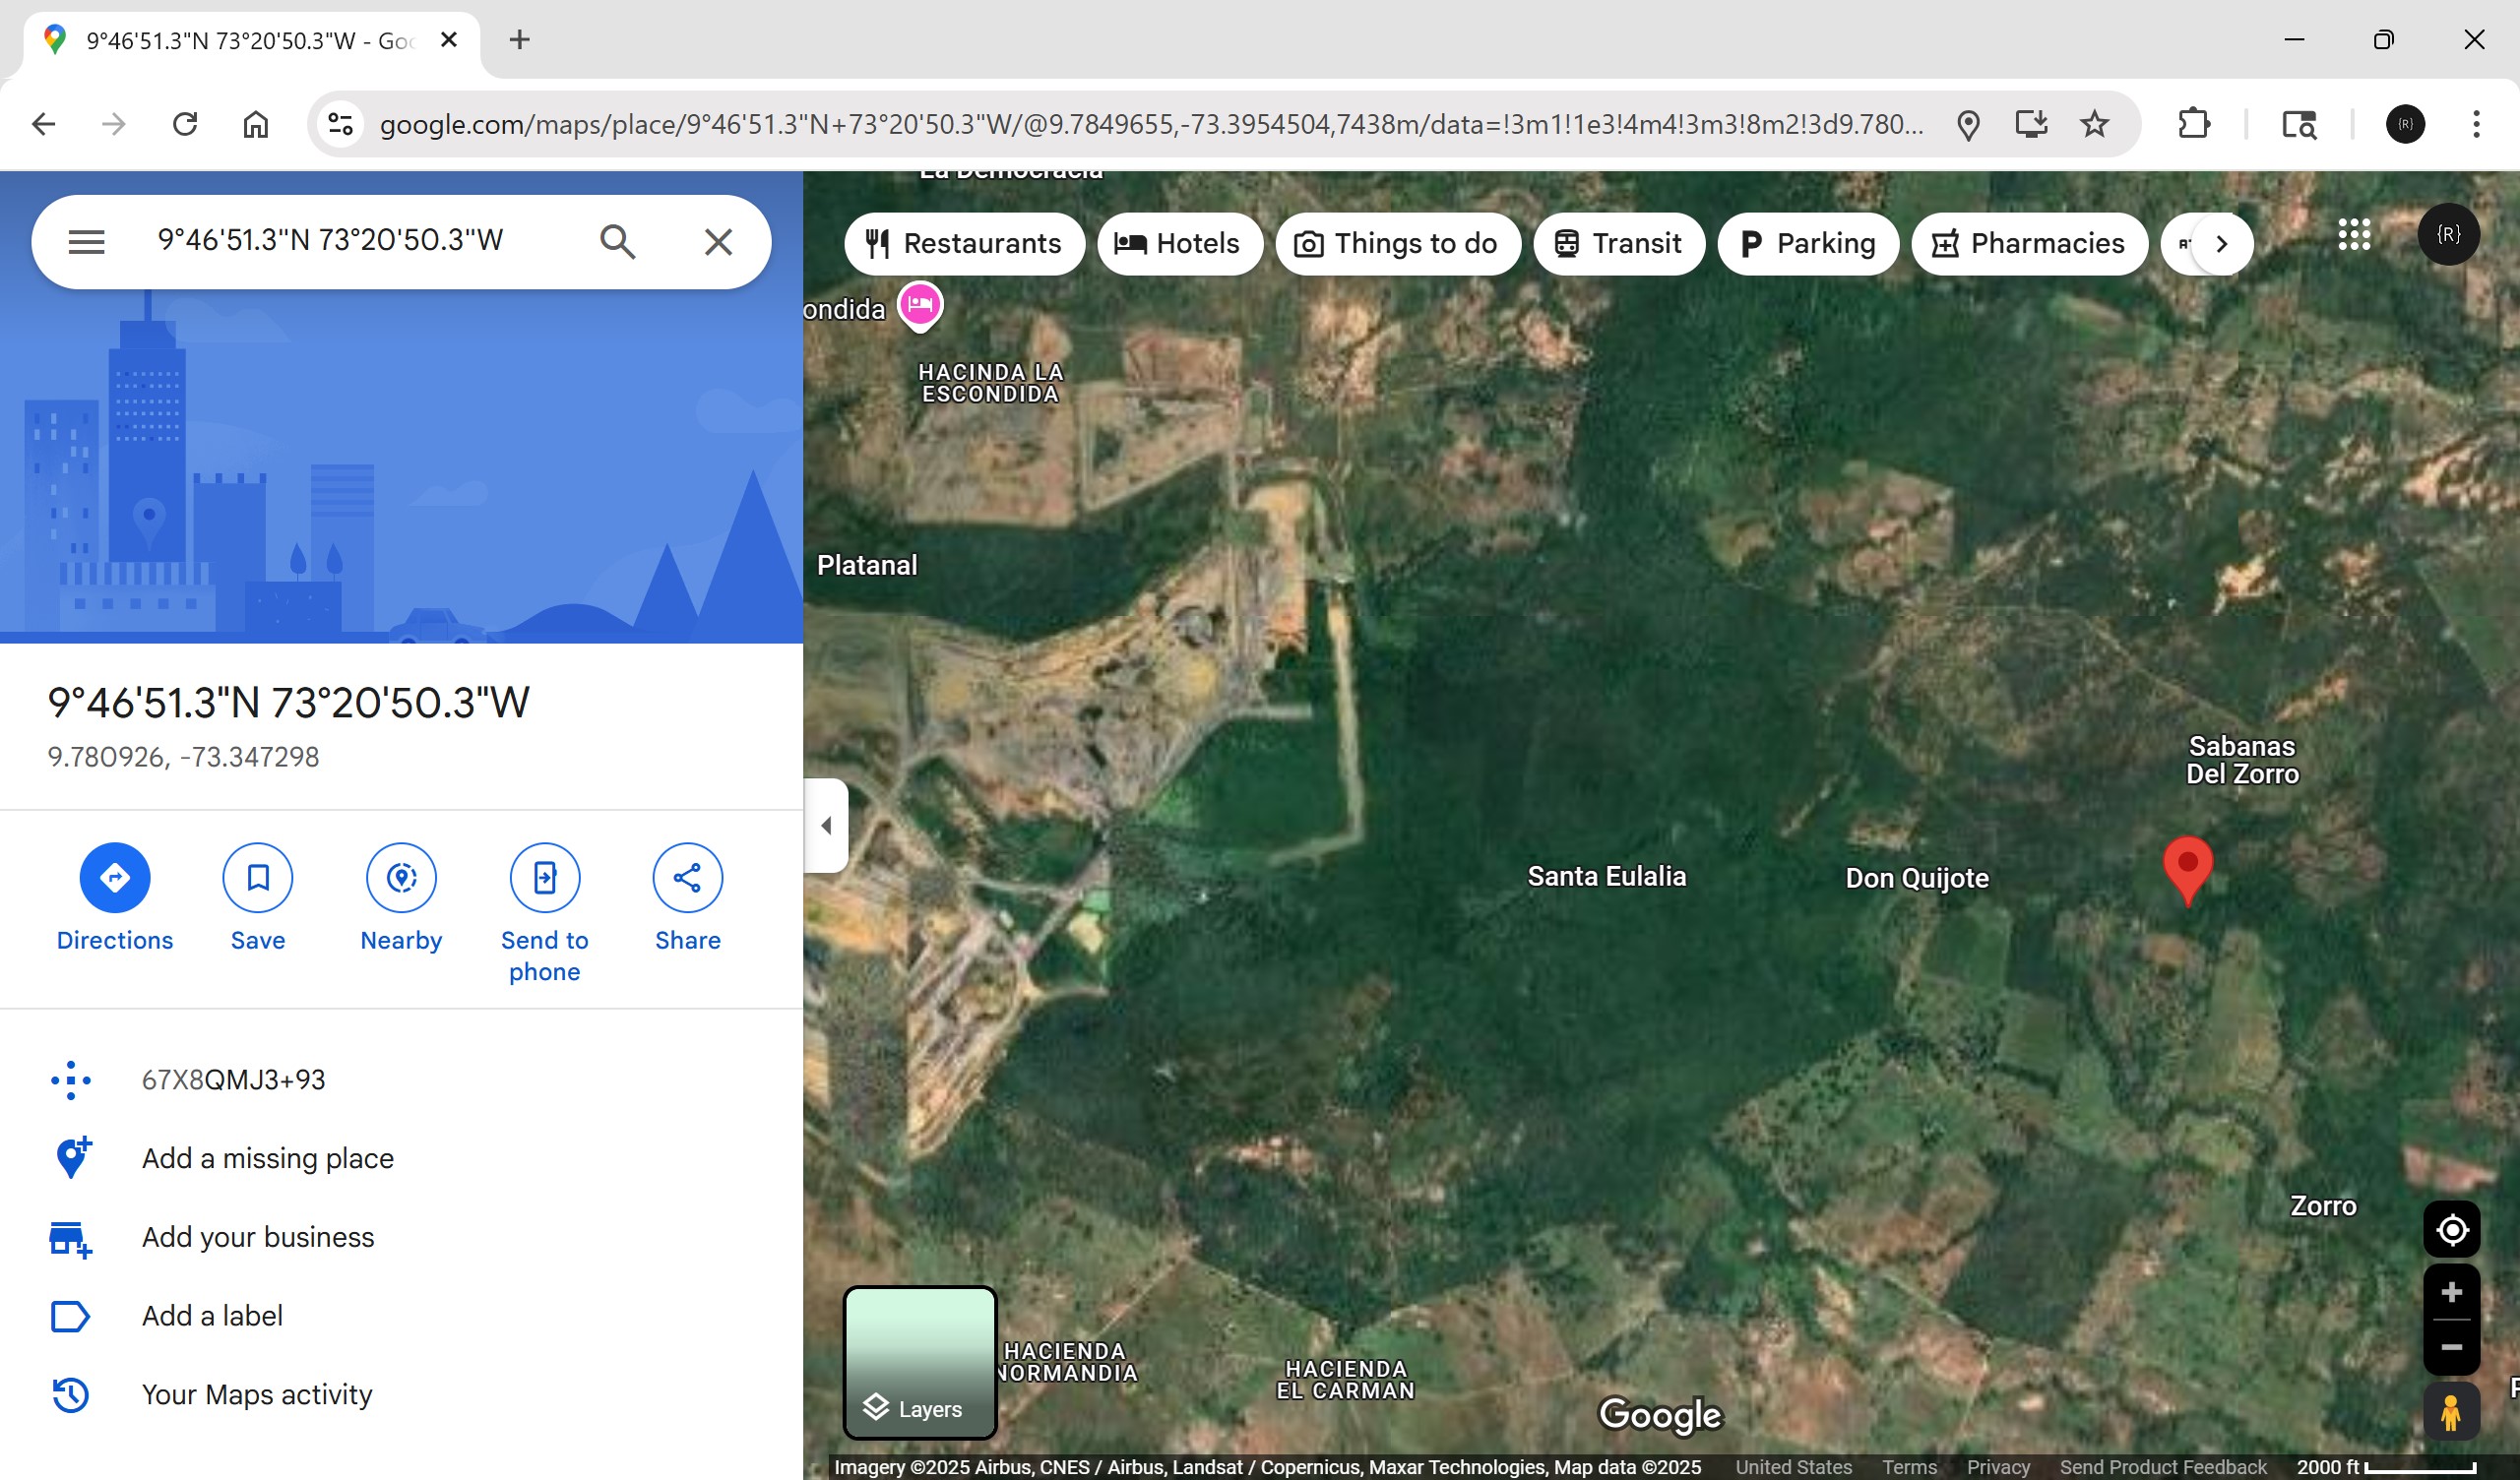 9°46'51.3"N 73°20'50.3"W - Goo
google.com/maps/place/9°46'51.3"N+73°20'50.3"W/@9.7849655,-73.3954504,7438m/data=!3m1!1e3!4m4!3m3!8m2!3d9.780...
{R}
9°46'51.3"N 73°20'50.3"W
Restaurants
Hotels
Things to do
Transit
Parking
Pharmacies
{R}
9°46'51.3"N 73°20'50.3"W
9.780926, -73.347298
Directions
Save
Nearby
Send to
phone
Share
67X8QMJ3+93
Add a missing place
Add your business
Add a label
Your Maps activity
La Democracia
ondida
HACINDA LA
ESCONDIDA
Platanal
Sabanas
Del Zorro
Santa Eulalia
Don Quijote
Zorro
HACIENDA
NORMANDIA
HACIENDA
EL CARMAN
Layers
Google
Imagery ©2025 Airbus, CNES / Airbus, Landsat / Copernicus, Maxar Technologies, Map data ©2025
United States
Terms
Privacy
Send Product Feedback
2000 ft